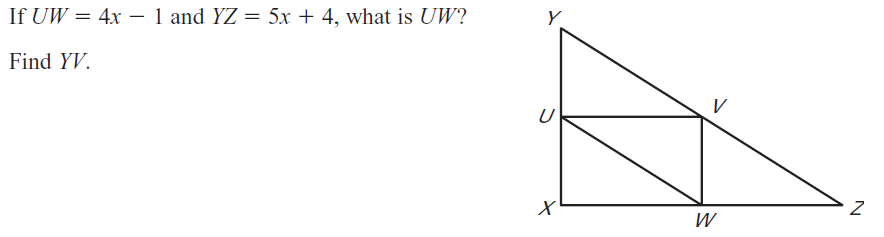 If UW = 4x − 1 and YZ = 5x + 4, what is UW?
Find YV.
Y
V
U
X
W
Z